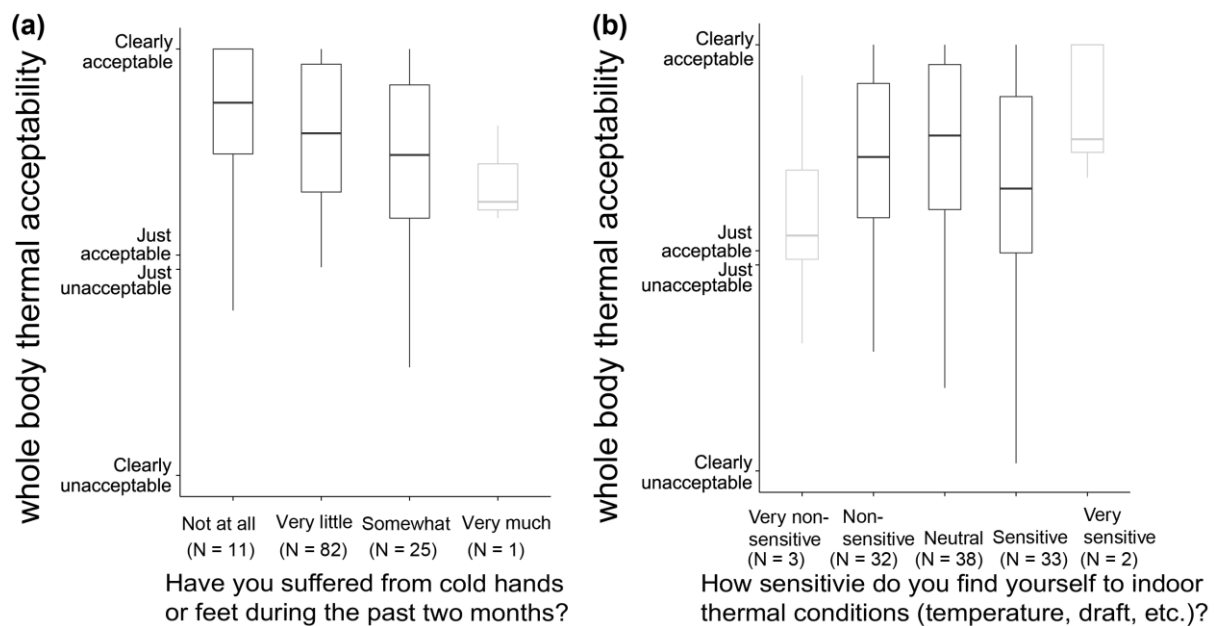 (a)
whole body thermal acceptability
Clearly
acceptable
Just
acceptable
Just
unacceptable
Clearly
unacceptable
Not at all
(N = 11)
Very little
(N = 82)
Somewhat
(N = 25)
Very much
(N = 1)
Have you suffered from cold hands
or feet during the past two months?
(b)
whole body thermal acceptability
Clearly
acceptable
Just
acceptable
Just
unacceptable
Clearly
unacceptable
Very non-
sensitive
(N = 3)
Non-
sensitive
(N = 32)
Neutral
(N = 38)
Sensitive
(N = 33)
Very
sensitive
(N = 2)
How sensitivie do you find yourself to indoor
thermal conditions (temperature, draft, etc.)?